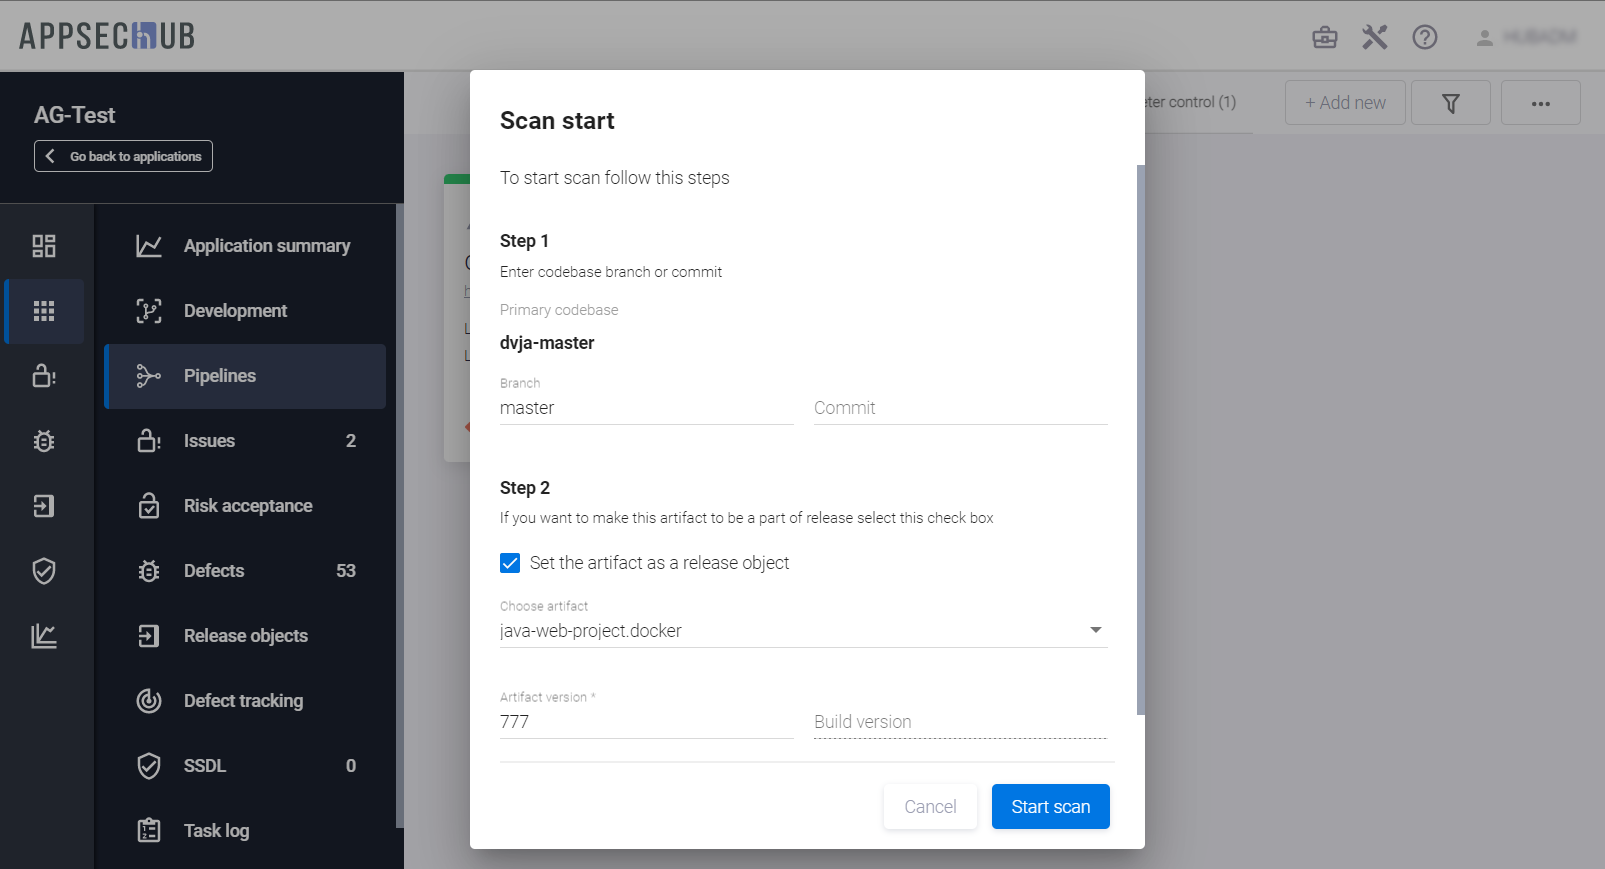 APPSECHUB
AG-Test
Go back to applications
Application summary
Development
Pipelines
Issues 2
Risk acceptance
Defects 53
Release objects
Defect tracking
SSDL 0
Task log
control (1)
+ Add new
Scan start
To start scan follow this steps
Step 1
Enter codebase branch or commit
Primary codebase
dvja-master
Branch
master
Commit
Step 2
If you want to make this artifact to be a part of release select this check box
Set the artifact as a release object
Choose artifact
java-web-project.docker
Artifact version *
777
Build version
Cancel
Start scan